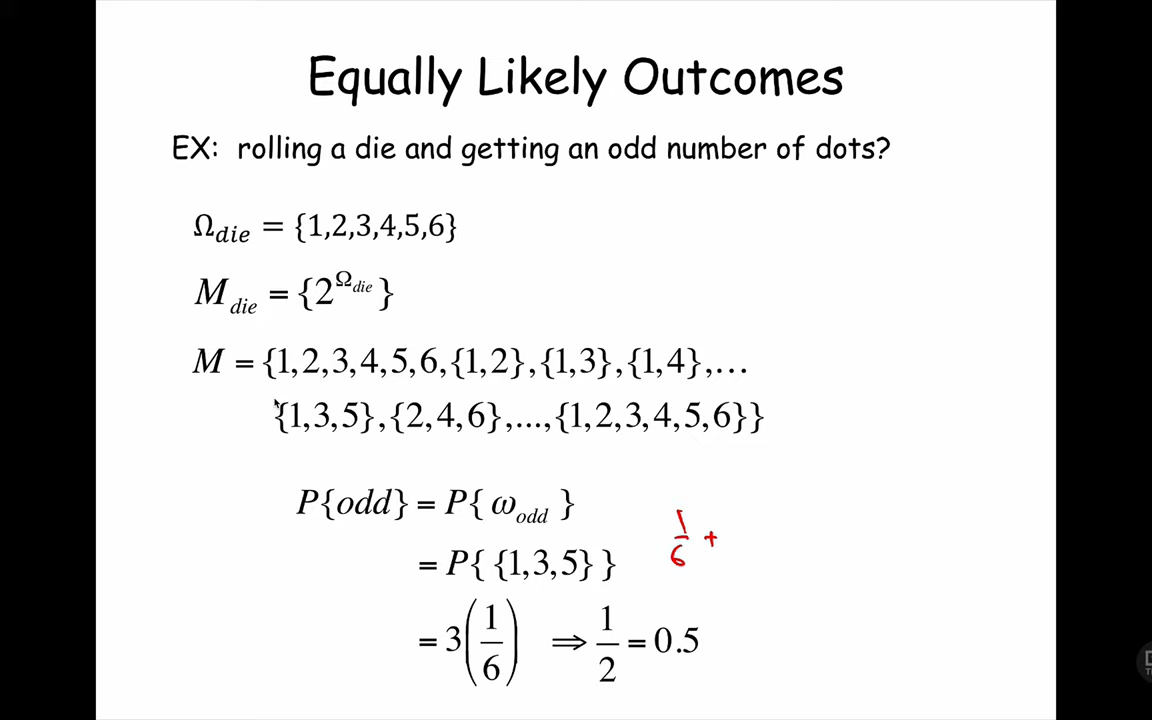 Equally Likely Outcomes
EX: rolling a die and getting an odd number of dots?
Ω_die = {1,2,3,4,5,6}
M_die = {2^Ω_die}
M = {1,2,3,4,5,6,{1,2},{1,3},{1,4},…
{1,3,5},{2,4,6},...,{1,2,3,4,5,6}}
P{odd} = P{ ω_odd }
= P{ {1,3,5} }
1/6 +
= 3(1/6) ⇒ 1/2 = 0.5